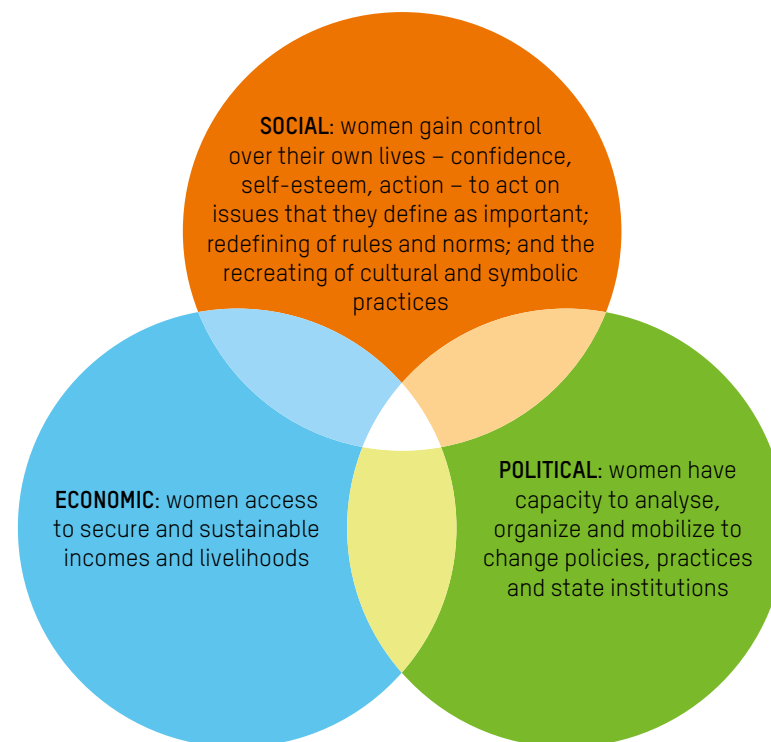 SOCIAL: women gain control
over their own lives – confidence,
self-esteem, action – to act on
issues that they define as important;
redefining of rules and norms; and the
recreating of cultural and symbolic
practices
ECONOMIC: women access
to secure and sustainable
incomes and livelihoods
POLITICAL: women have
capacity to analyse,
organize and mobilize to
change policies, practices
and state institutions